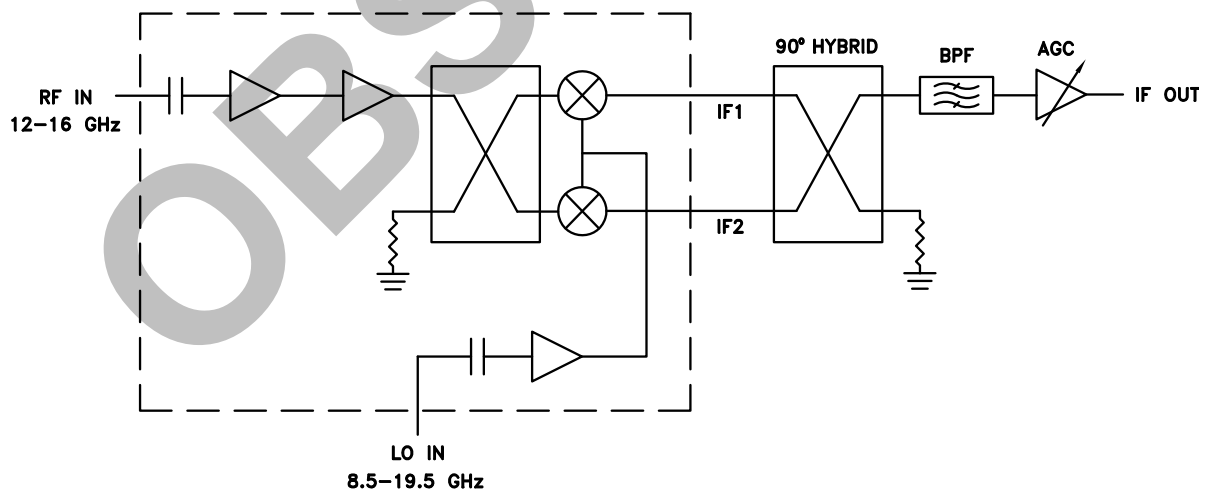 OBS
90° HYBRID
BPF
AGC
RF IN
12–16 GHz
IF1
IF OUT
IF2
LO IN
8.5–19.5 GHz